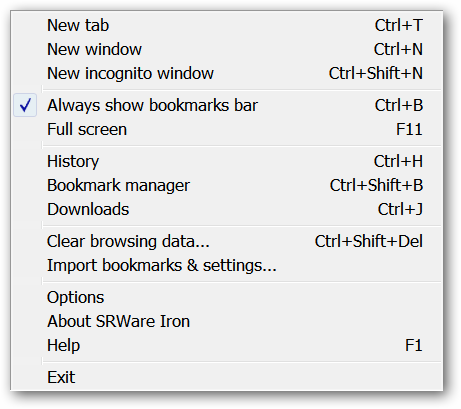 New tab Ctrl+T
New window Ctrl+N
New incognito window Ctrl+Shift+N
Always show bookmarks bar Ctrl+B
Full screen F11
History Ctrl+H
Bookmark manager Ctrl+Shift+B
Downloads Ctrl+J
Clear browsing data... Ctrl+Shift+Del
Import bookmarks & settings...
Options
About SRWare Iron
Help F1
Exit